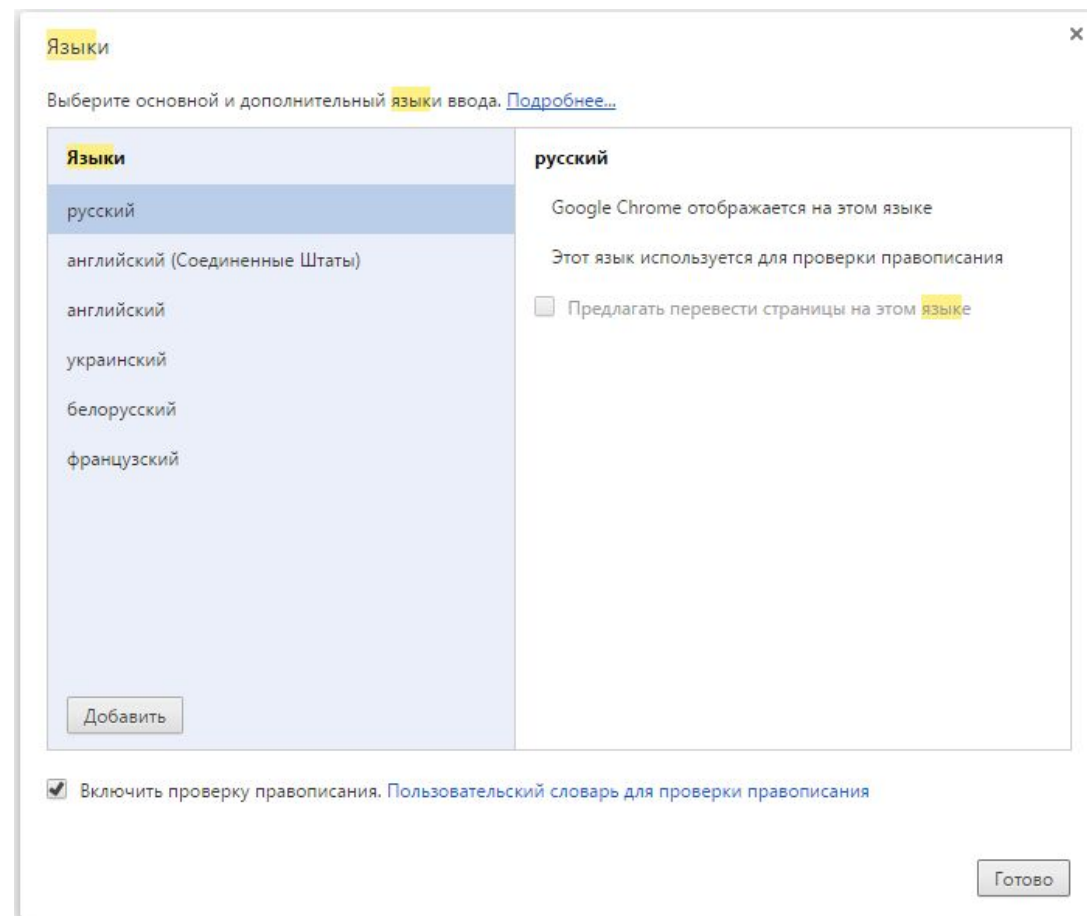 Языки
Выберите основной и дополнительный языки ввода. Подробнее...
Языки
русский
английский (Соединенные Штаты)
английский
украинский
белорусский
французский
Добавить
русский
Google Chrome отображается на этом языке
Этот язык используется для проверки правописания
Предлагать перевести страницы на этом языке
Включить проверку правописания. Пользовательский словарь для проверки правописания
Готово